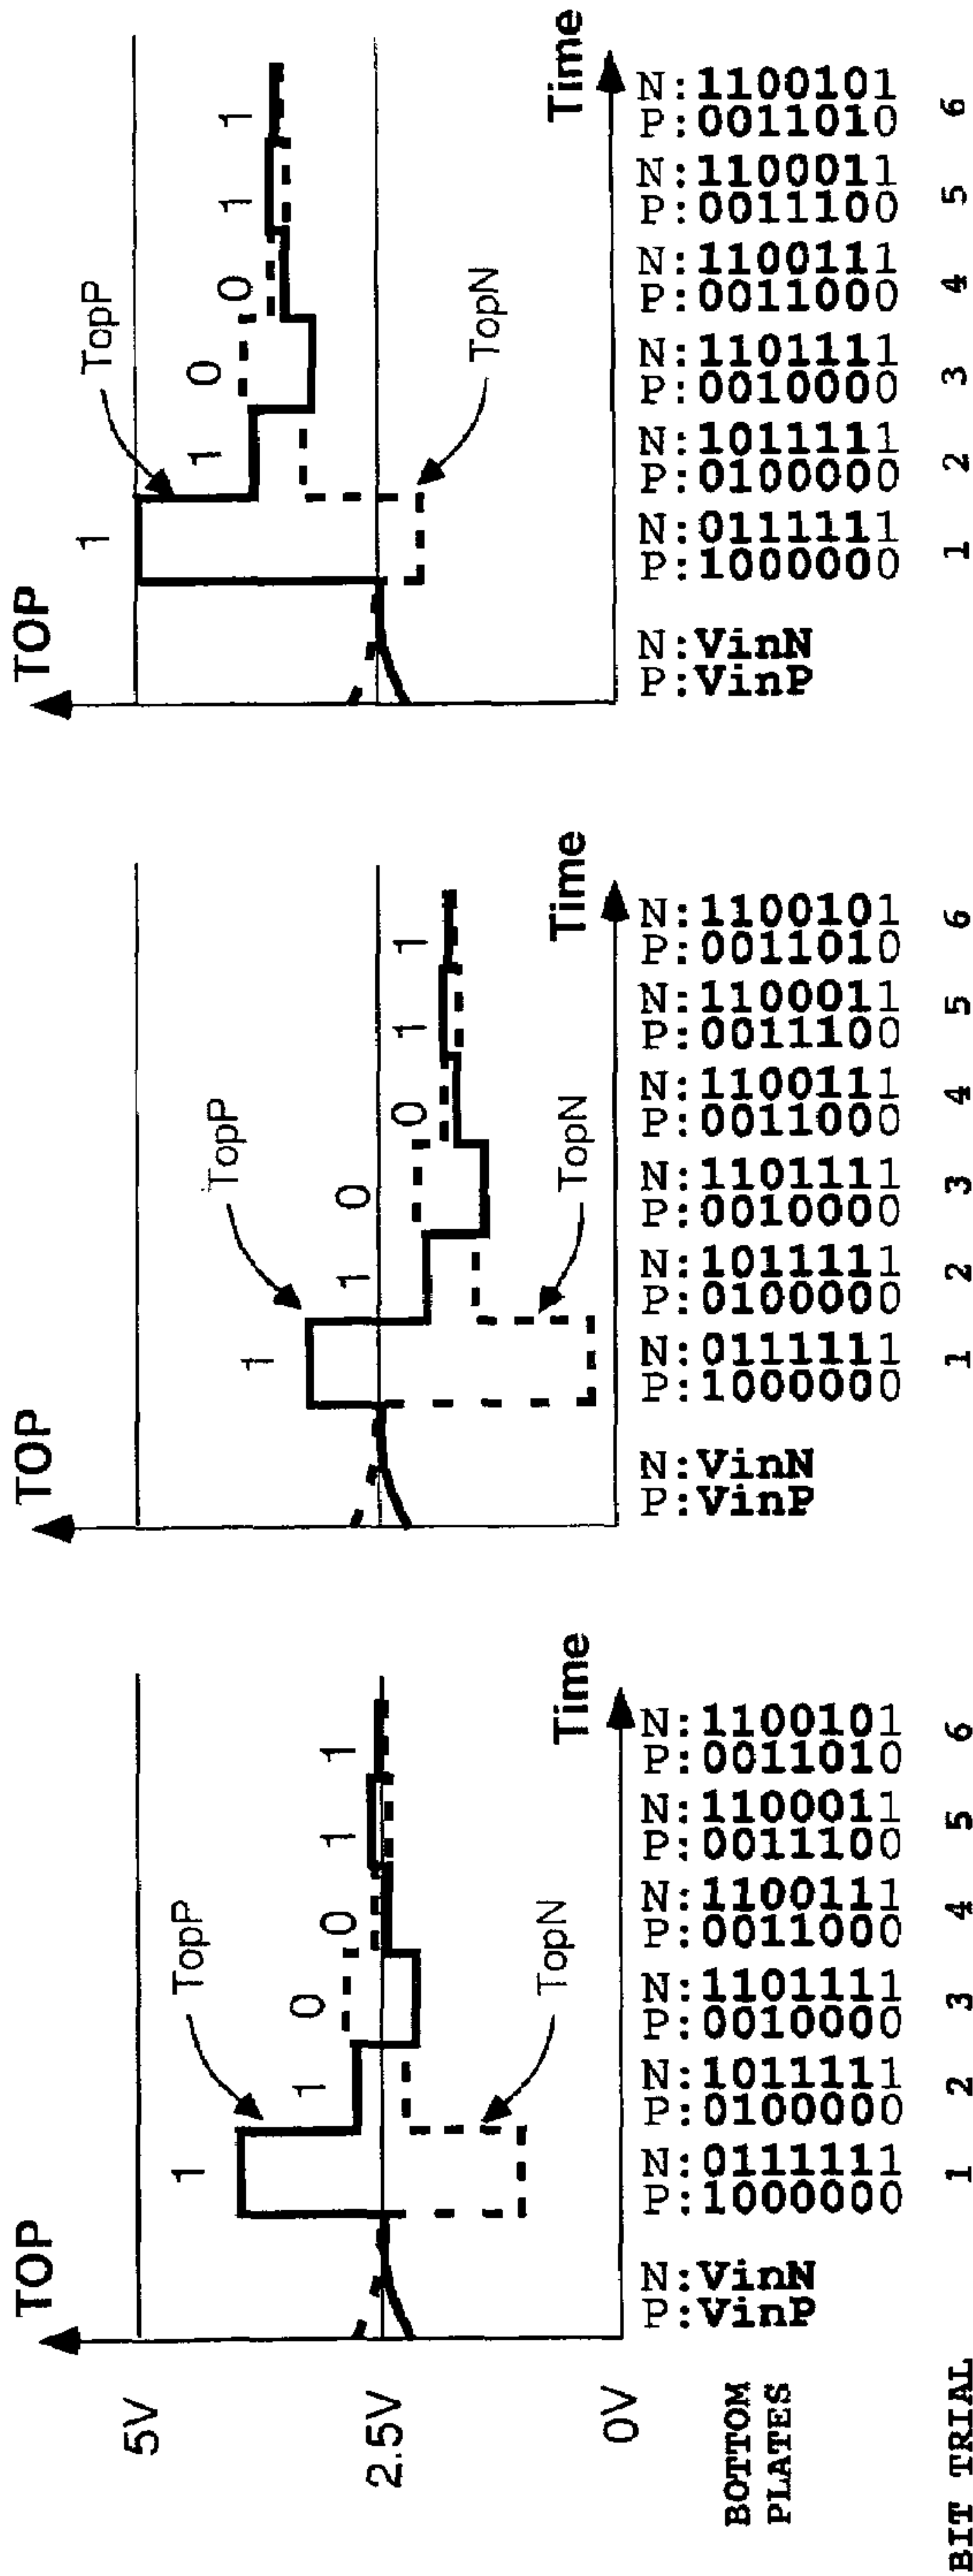 TOP
5V
2.5V
0V
TopP
TopN
1
1
0
0
1
1
Time
BOTTOM
PLATES
N:VinN
P:VinP
N:0111111
P:1000000
N:1011111
P:0100000
N:1101111
P:0010000
N:1100111
P:0011000
N:1100011
P:0011100
N:1100101
P:0011010
BIT TRIAL 1 2 3 4 5 6
TOP
TopP
TopN
1
1
0
0
1
1
Time
N:VinN
P:VinP
N:0111111
P:1000000
N:1011111
P:0100000
N:1101111
P:0010000
N:1100111
P:0011000
N:1100011
P:0011100
N:1100101
P:0011010
1 2 3 4 5 6
TOP
TopP
TopN
1
1
0
0
1
1
Time
N:VinN
P:VinP
N:0111111
P:1000000
N:1011111
P:0100000
N:1101111
P:0010000
N:1100111
P:0011000
N:1100011
P:0011100
N:1100101
P:0011010
1 2 3 4 5 6